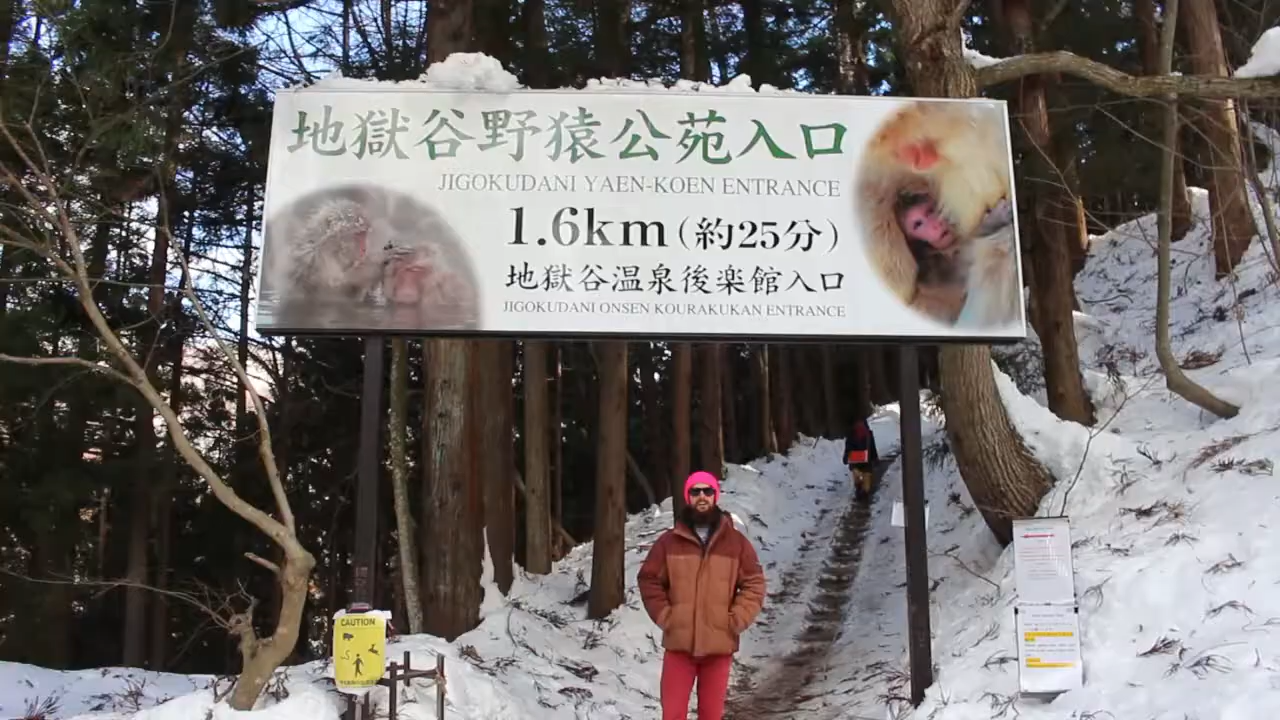 地獄谷野猿公苑入口
JIGOKUDANI YAEN-KOEN ENTRANCE
1.6km(約25分)
地獄谷温泉後楽館入口
JIGOKUDANI ONSEN KOURAKUKAN ENTRANCE
CAUTION